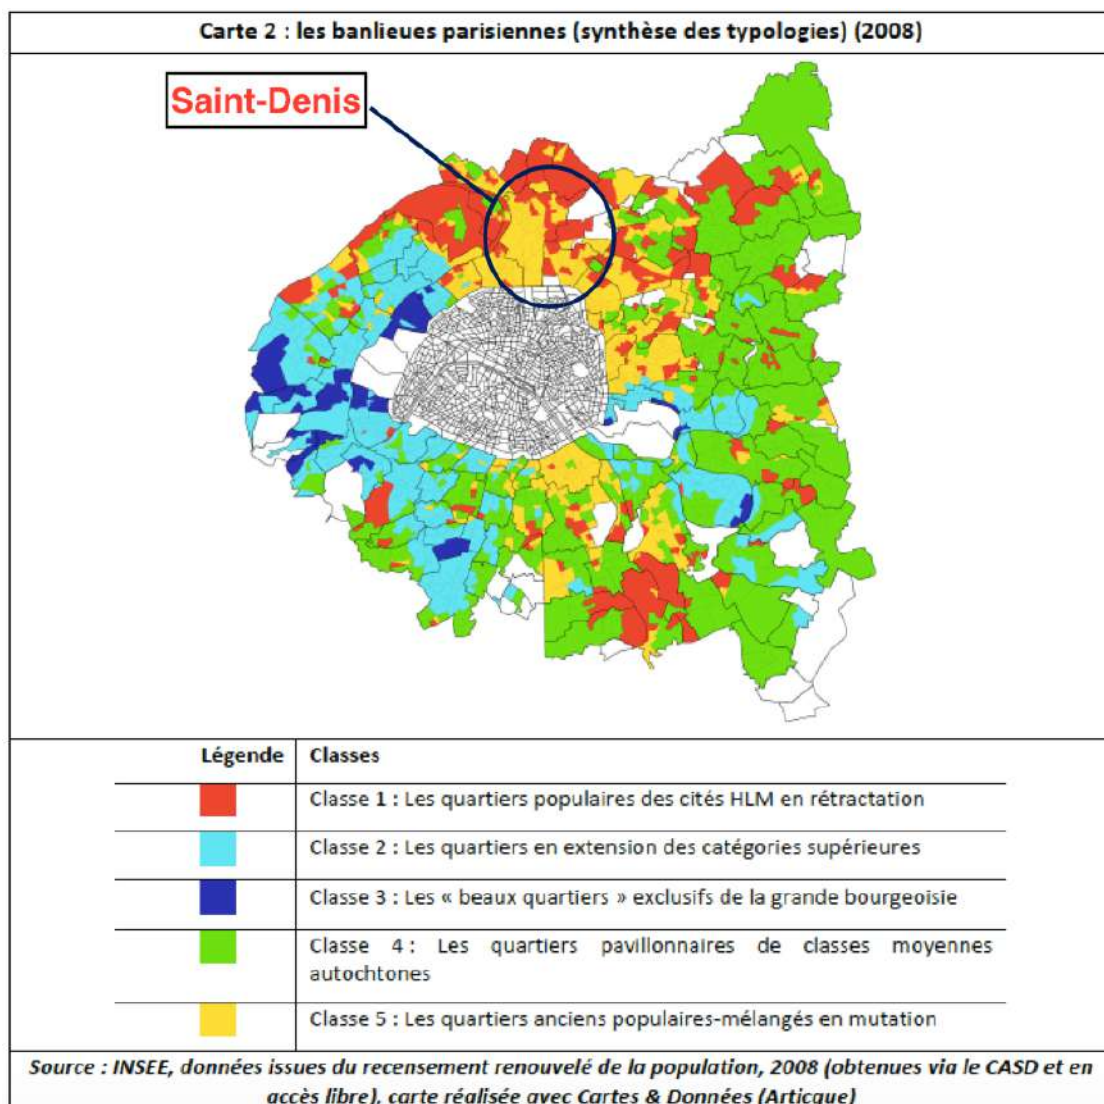 Carte 2 : les banlieues parisiennes (synthèse des typologies) (2008)
Saint-Denis
Légende Classes
Classe 1 : Les quartiers populaires des cités HLM en rétractation
Classe 2 : Les quartiers en extension des catégories supérieures
Classe 3 : Les « beaux quartiers » exclusifs de la grande bourgeoisie
Classe 4 : Les quartiers pavillonnaires de classes moyennes
autochtones
Classe 5 : Les quartiers anciens populaires-mélangés en mutation
Source : INSEE, données issues du recensement renouvelé de la population, 2008 (obtenues via le CASD et en
accès libre), carte réalisée avec Cartes & Données (Articque)